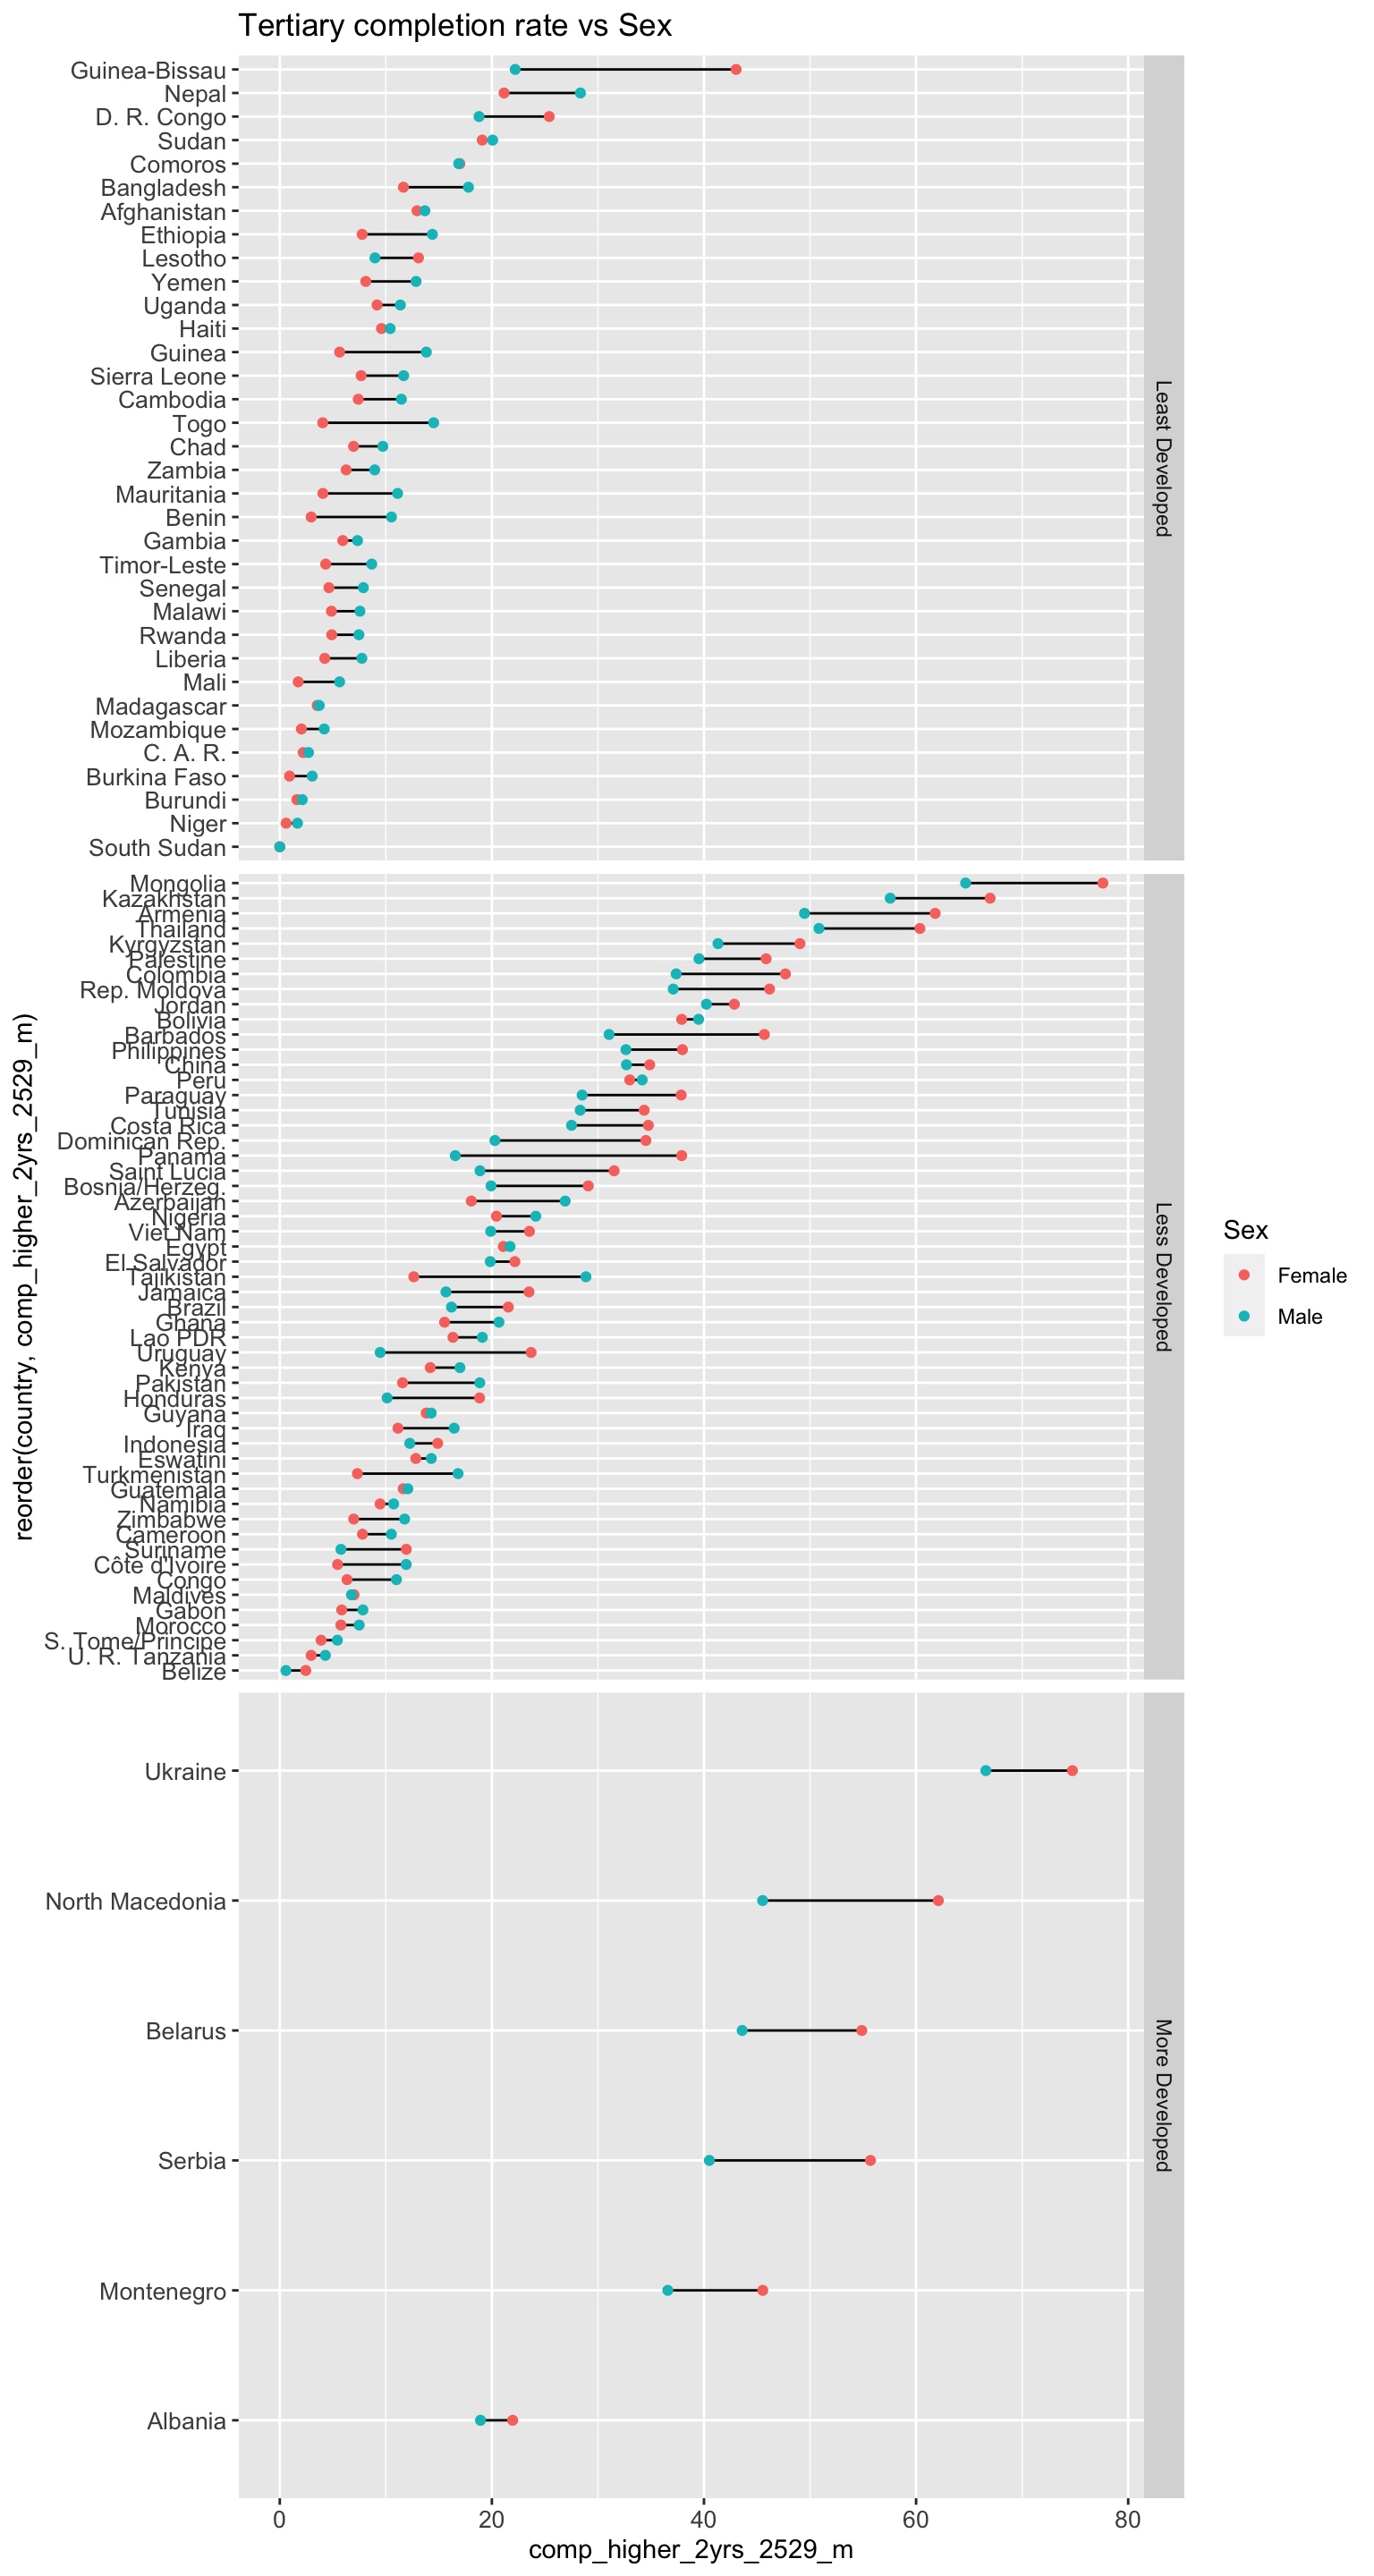 Tertiary completion rate vs Sex
Guinea-Bissau
Nepal
D. R. Congo
Sudan
Comoros
Bangladesh
Afghanistan
Ethiopia
Lesotho
Yemen
Uganda
Haiti
Guinea
Sierra Leone
Cambodia
Togo
Chad
Zambia
Mauritania
Benin
Gambia
Timor-Leste
Senegal
Malawi
Rwanda
Liberia
Mali
Madagascar
Mozambique
C. A. R.
Burkina Faso
Burundi
Niger
South Sudan
Least Developed
Mongolia
Kazakhstan
Armenia
Thailand
Kyrgyzstan
Palestine
Colombia
Rep. Moldova
Jordan
Bolivia
Barbados
Philippines
China
Peru
Paraguay
Tunisia
Costa Rica
Dominican Rep.
Panama
Saint Lucia
Bosnia/Herzeg.
Azerbaijan
Nigeria
Viet Nam
Egypt
El Salvador
Tajikistan
Jamaica
Brazil
Ghana
Lao PDR
Uruguay
Kenya
Pakistan
Honduras
Guyana
Iraq
Indonesia
Eswatini
Turkmenistan
Guatemala
Namibia
Zimbabwe
Cameroon
Suriname
Côte d'Ivoire
Congo
Maldives
Gabon
Morocco
S. Tome/Principe
U. R. Tanzania
Belize
Less Developed
Ukraine
North Macedonia
Belarus
Serbia
Montenegro
Albania
More Developed
reorder(country, comp_higher_2yrs_2529_m)
0 20 40 60 80
comp_higher_2yrs_2529_m
Sex
Female
Male